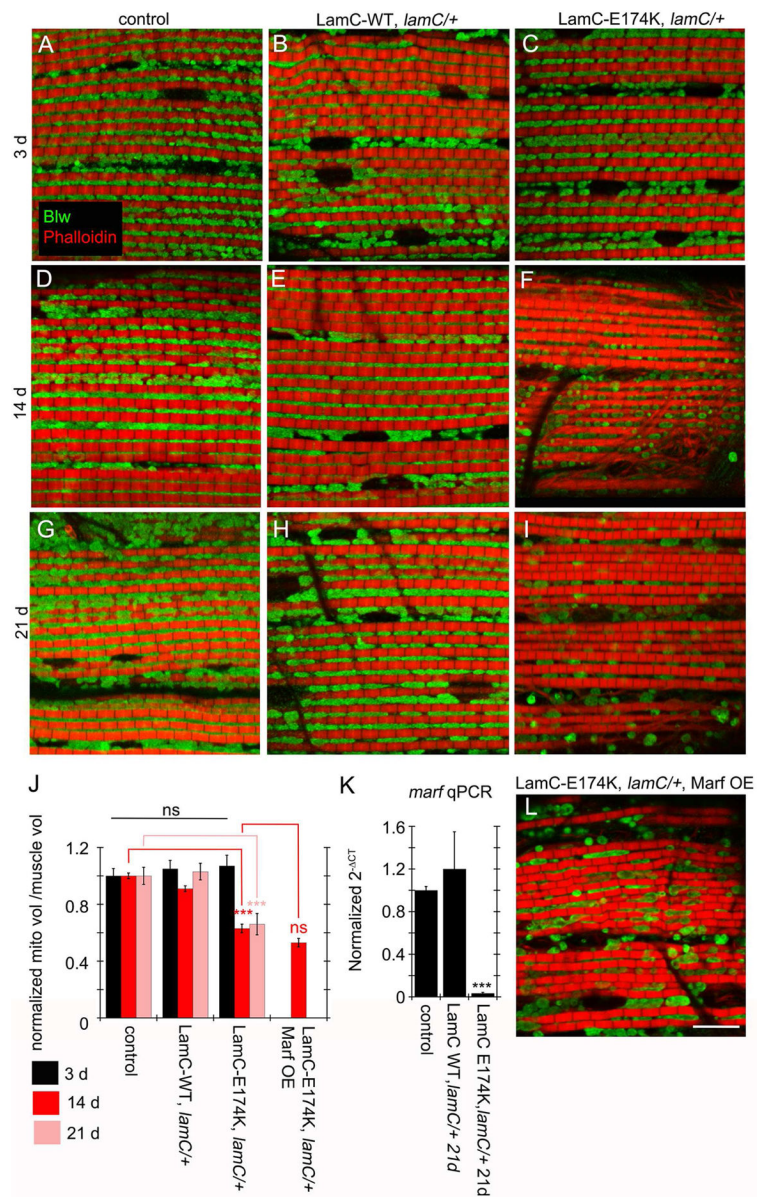 control
LamC-WT, lamC/+
LamC-E174K, lamC/+
3 d
A
B
C
Blw
Phalloidin
14 d
D
E
F
21 d
G
H
I
J
ns
normalized mito vol /muscle vol
1.2
1.0
0.8
0.4
0
***
***
ns
control
LamC-WT, lamC/+
LamC-E174K, lamC/+
LamC-E174K, lamC/+
Marf OE
3 d
14 d
21 d
K
marf qPCR
Normalized 2-ΔCT
1.6
1.2
0.8
0.4
0
***
control
LamC WT,lamC/+ 21d
LamC E174K,lamC/+ 21d
LamC-E174K, lamC/+, Marf OE
L